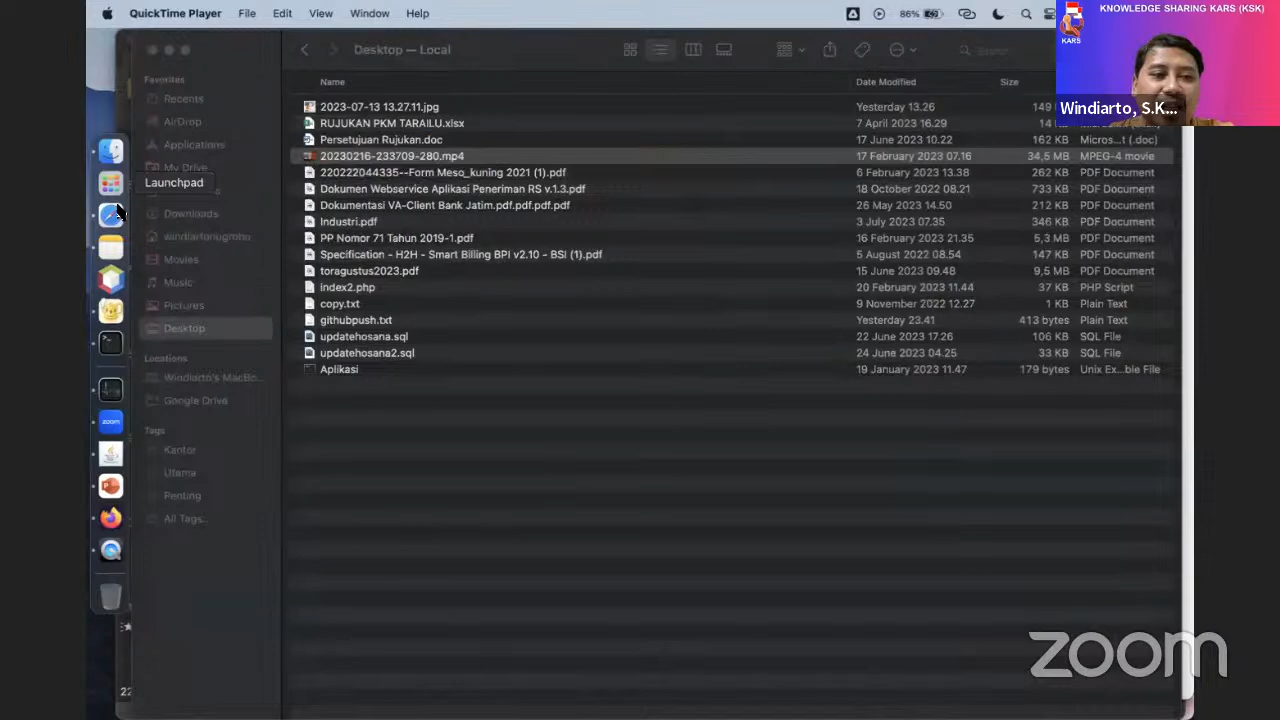 QuickTime Player File Edit View Window Help 86%
KNOWLEDGE SHARING KARS (KSK)
KARS
Windiarto, S.K...
Desktop — Local
Search
Favorites
Recents
AirDrop
Applications
My Drive
Launchpad
Downloads
windiartonugroho
Movies
Music
Pictures
Desktop
Locations
Windiarto's MacBo...
Google Drive
Tags
Kantor
Utama
Penting
All Tags...
Name Date Modified Size
2023-07-13 13.27.11.jpg Yesterday 13.26 149
RUJUKAN PKM TARAILU.xlsx 7 April 2023 16.29 14
Persetujuan Rujukan.doc 17 June 2023 10.22 162 KB Micros...t (.doc)
20230216-233709-280.mp4 17 February 2023 07.16 34,5 MB MPEG-4 movie
220222044335--Form Meso_kuning 2021 (1).pdf 6 February 2023 13.38 262 KB PDF Document
Dokumen Webservice Aplikasi Peneriman RS v.1.3.pdf 18 October 2022 08.21 733 KB PDF Document
Dokumentasi VA-Client Bank Jatim.pdf.pdf.pdf.pdf 26 May 2023 14.50 212 KB PDF Document
Industri.pdf 3 July 2023 07.35 346 KB PDF Document
PP Nomor 71 Tahun 2019-1.pdf 16 February 2023 21.35 5,3 MB PDF Document
Specification - H2H - Smart Billing BPI v2.10 - BSI (1).pdf 5 August 2022 08.54 147 KB PDF Document
toragustus2023.pdf 15 June 2023 09.48 9,5 MB PDF Document
index2.php 20 February 2023 11.44 37 KB PHP Script
copy.txt 9 November 2022 12.27 1 KB Plain Text
githubpush.txt Yesterday 23.41 413 bytes Plain Text
updatehosana.sql 22 June 2023 17.26 106 KB SQL File
updatehosana2.sql 24 June 2023 04.25 33 KB SQL File
Aplikasi 19 January 2023 11.47 179 bytes Unix Ex...ble File
zoom
22
zoom